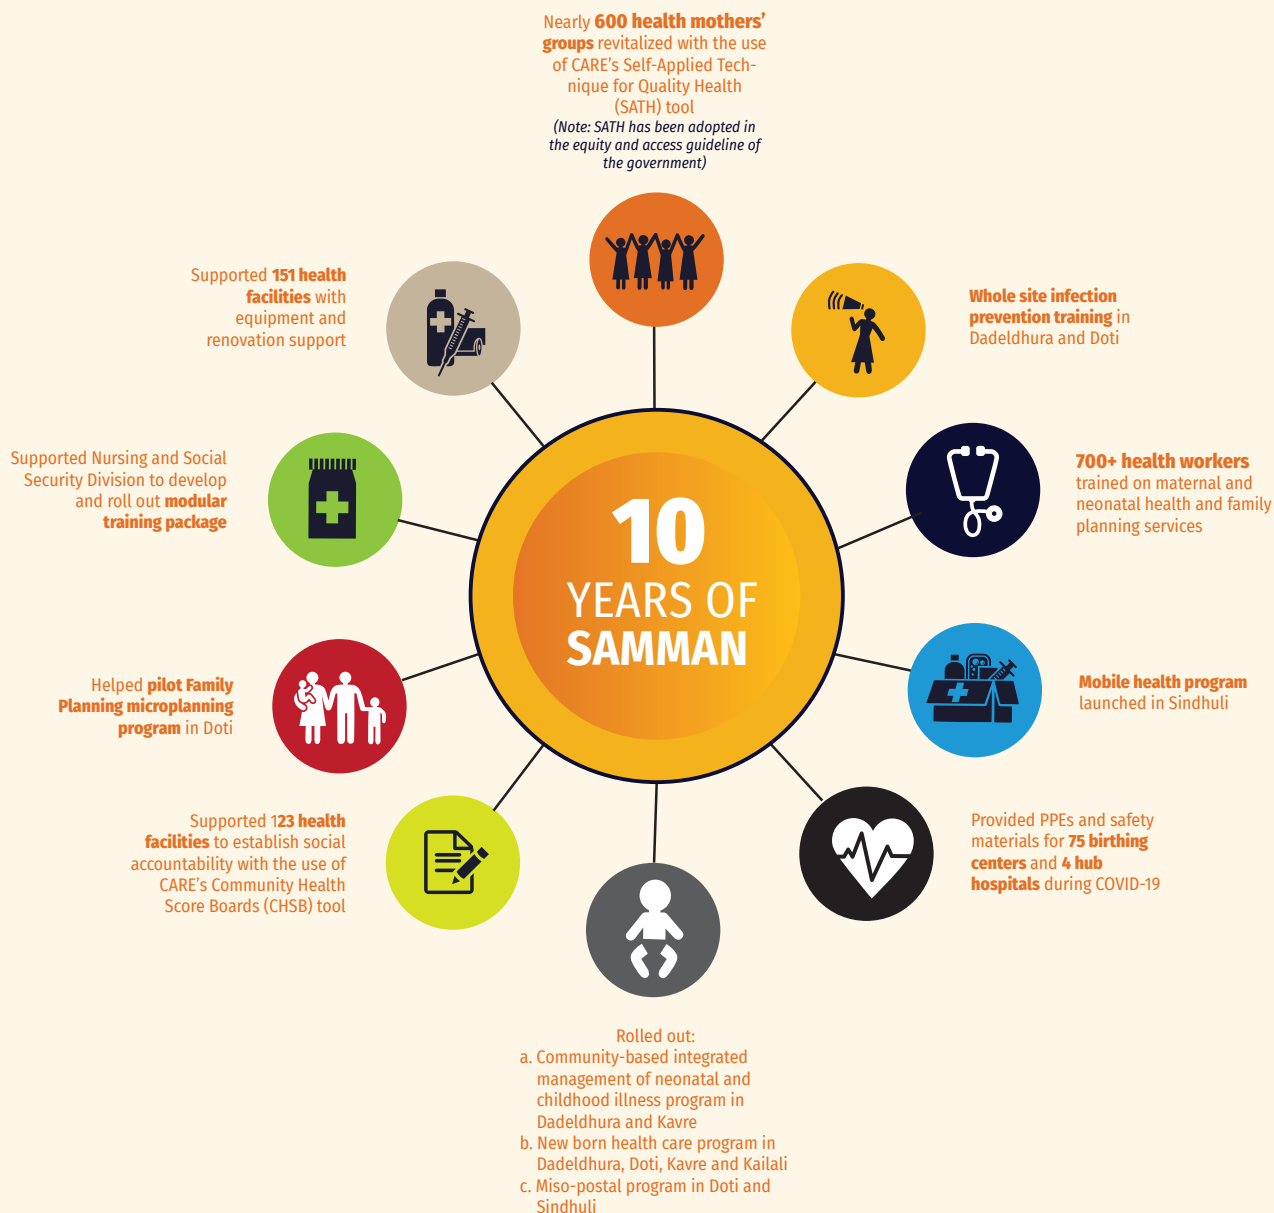 Nearly 600 health mothers’
groups revitalized with the use
of CARE’s Self-Applied Tech-
nique for Quality Health
(SATH) tool
(Note: SATH has been adopted in
the equity and access guideline of
the government)
Whole site infection
prevention training in
Dadeldhura and Doti
700+ health workers
trained on maternal and
neonatal health and family
planning services
Mobile health program
launched in Sindhuli
Provided PPEs and safety
materials for 75 birthing
centers and 4 hub
hospitals during COVID-19
Rolled out:
a. Community-based integrated
management of neonatal and
childhood illness program in
Dadeldhura and Kavre
b. New born health care program in
Dadeldhura, Doti, Kavre and Kailali
c. Miso-postal program in Doti and
Sindhuli
Supported 123 health
facilities to establish social
accountability with the use of
CARE’s Community Health
Score Boards (CHSB) tool
Helped pilot Family
Planning microplanning
program in Doti
Supported Nursing and Social
Security Division to develop
and roll out modular
training package
Supported 151 health
facilities with
equipment and
renovation support
10
YEARS OF
SAMMAN